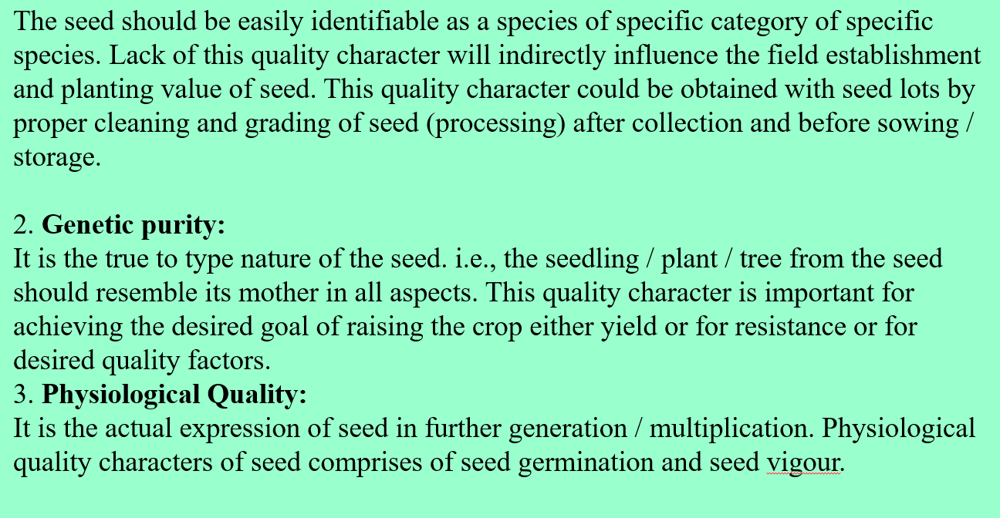 The seed should be easily identifiable as a species of specific category of specific
species. Lack of this quality character will indirectly influence the field establishment
and planting value of seed. This quality character could be obtained with seed lots by
proper cleaning and grading of seed (processing) after collection and before sowing /
storage.
2. Genetic purity:
It is the true to type nature of the seed. i.e., the seedling / plant / tree from the seed
should resemble its mother in all aspects. This quality character is important for
achieving the desired goal of raising the crop either yield or for resistance or for
desired quality factors.
3. Physiological Quality:
It is the actual expression of seed in further generation / multiplication. Physiological
quality characters of seed comprises of seed germination and seed vigour.